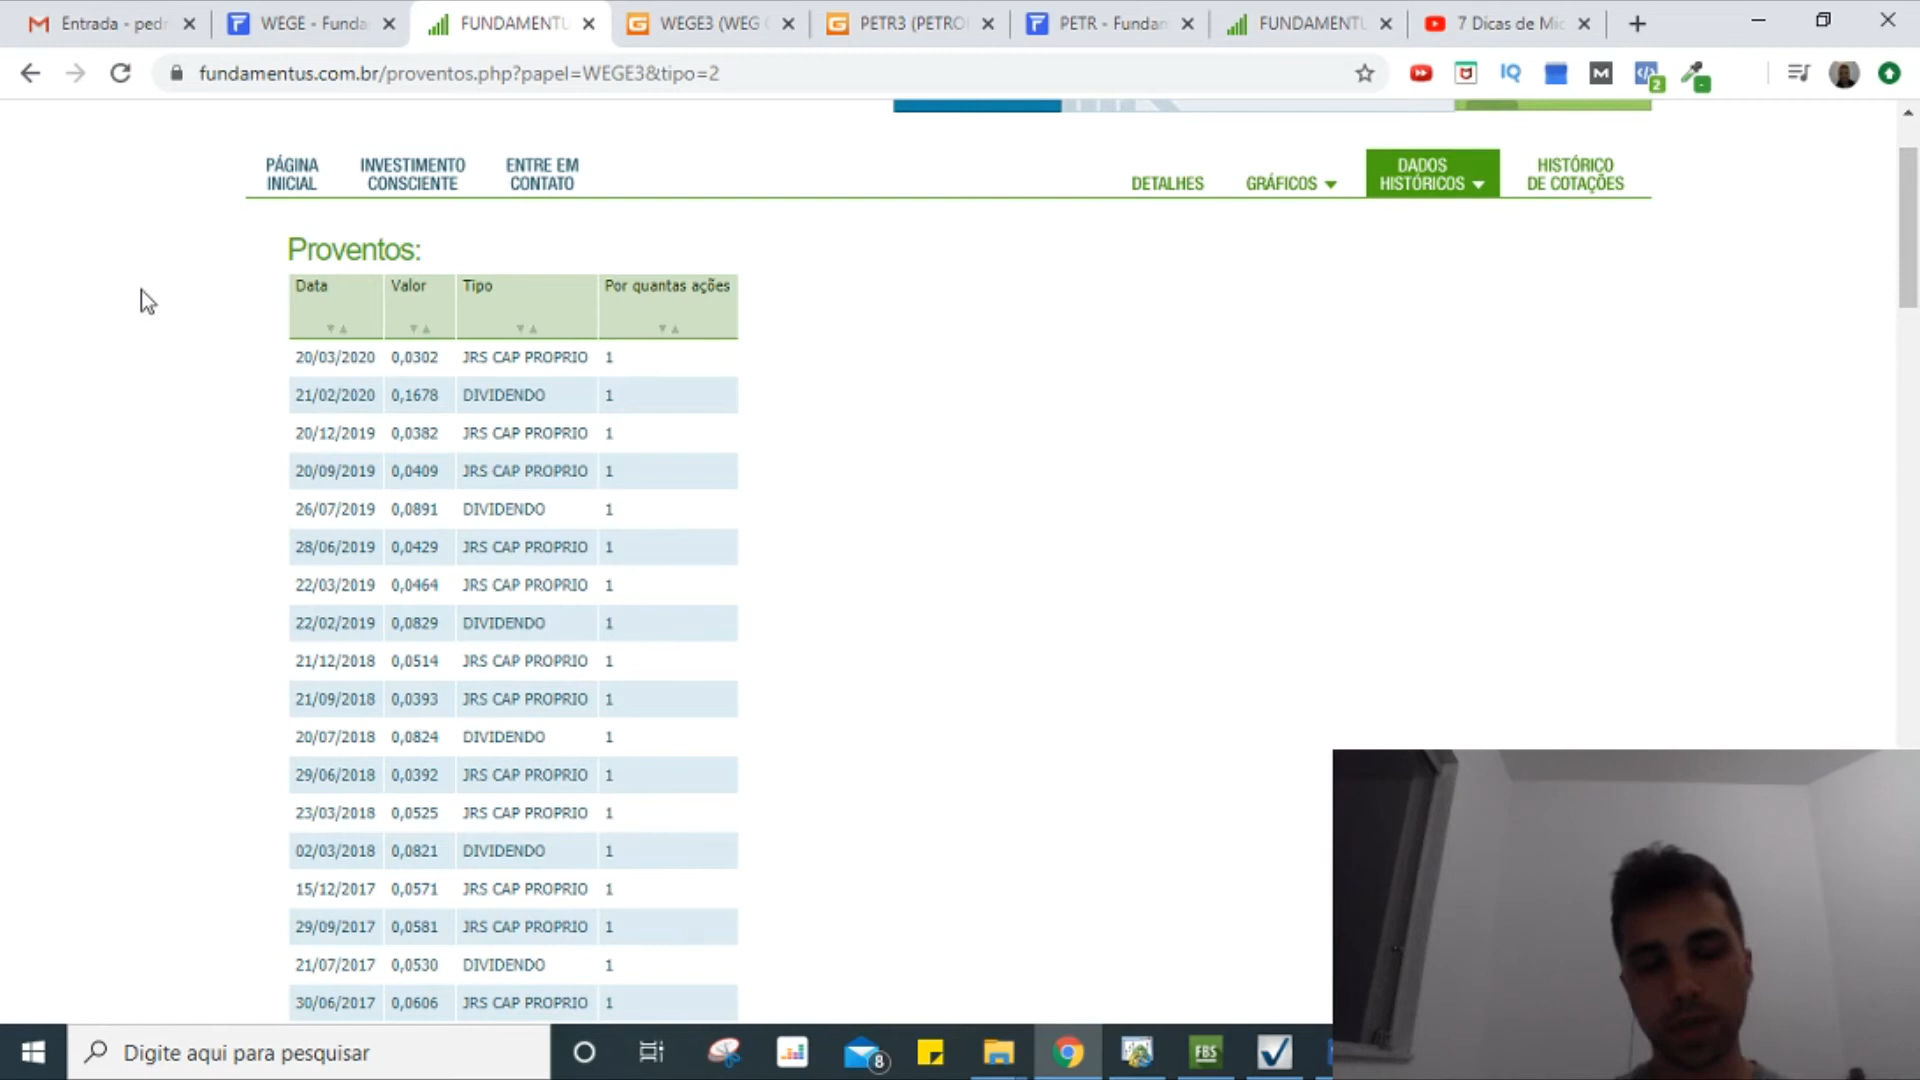 Entrada - pedr
WEGE - Funda
FUNDAMENTU
WEGE3 (WEG
PETR3 (PETRO
PETR - Fundam
FUNDAMENTU
7 Dicas de Mic
fundamentus.com.br/proventos.php?papel=WEGE3&tipo=2
IQ
M
2
PÁGINA INICIAL
INVESTIMENTO CONSCIENTE
ENTRE EM CONTATO
DETALHES
GRÁFICOS
DADOS HISTÓRICOS
HISTÓRICO DE COTAÇÕES
Proventos:
Data Valor Tipo Por quantas ações
20/03/2020 0,0302 JRS CAP PROPRIO 1
21/02/2020 0,1678 DIVIDENDO 1
20/12/2019 0,0382 JRS CAP PROPRIO 1
20/09/2019 0,0409 JRS CAP PROPRIO 1
26/07/2019 0,0891 DIVIDENDO 1
28/06/2019 0,0429 JRS CAP PROPRIO 1
22/03/2019 0,0464 JRS CAP PROPRIO 1
22/02/2019 0,0829 DIVIDENDO 1
21/12/2018 0,0514 JRS CAP PROPRIO 1
21/09/2018 0,0393 JRS CAP PROPRIO 1
20/07/2018 0,0824 DIVIDENDO 1
29/06/2018 0,0392 JRS CAP PROPRIO 1
23/03/2018 0,0525 JRS CAP PROPRIO 1
02/03/2018 0,0821 DIVIDENDO 1
15/12/2017 0,0571 JRS CAP PROPRIO 1
29/09/2017 0,0581 JRS CAP PROPRIO 1
21/07/2017 0,0530 DIVIDENDO 1
30/06/2017 0,0606 JRS CAP PROPRIO 1
Digite aqui para pesquisar
8
FBS